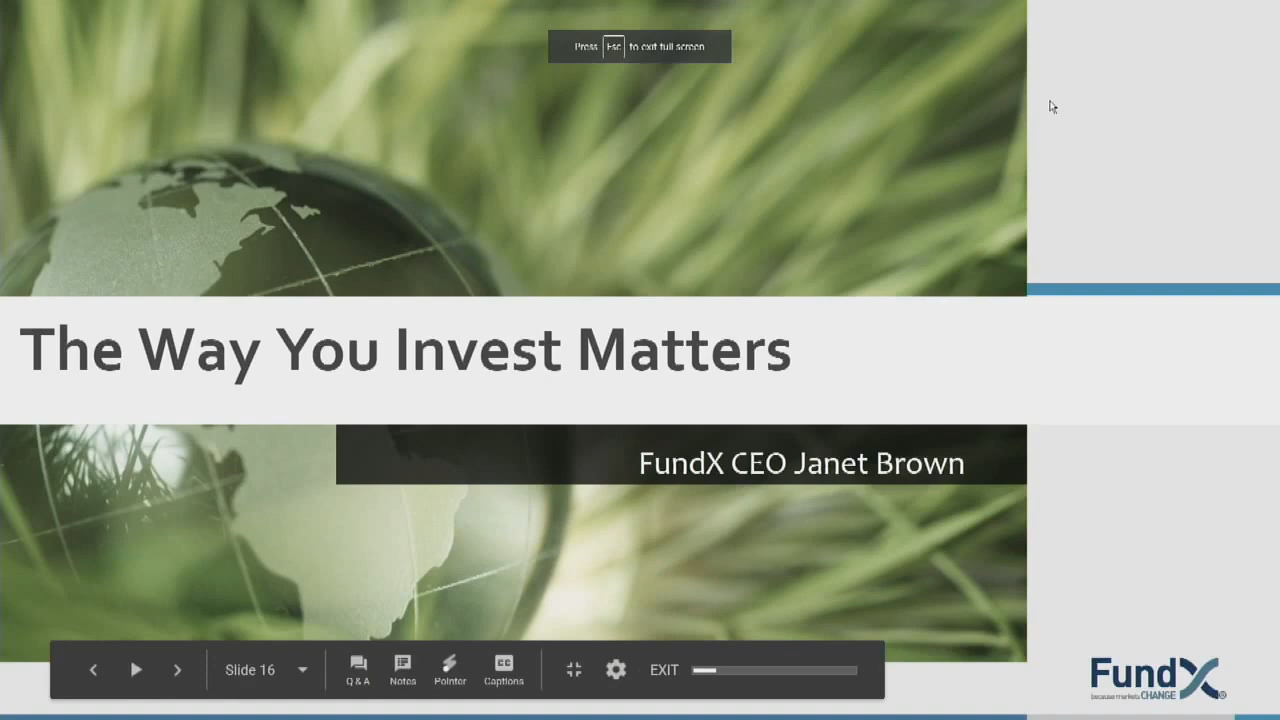 Press Esc to exit full screen
The Way You Invest Matters
FundX CEO Janet Brown
Slide 16
Q & A
Notes
Pointer
Captions
EXIT
FundX®
because markets CHANGE